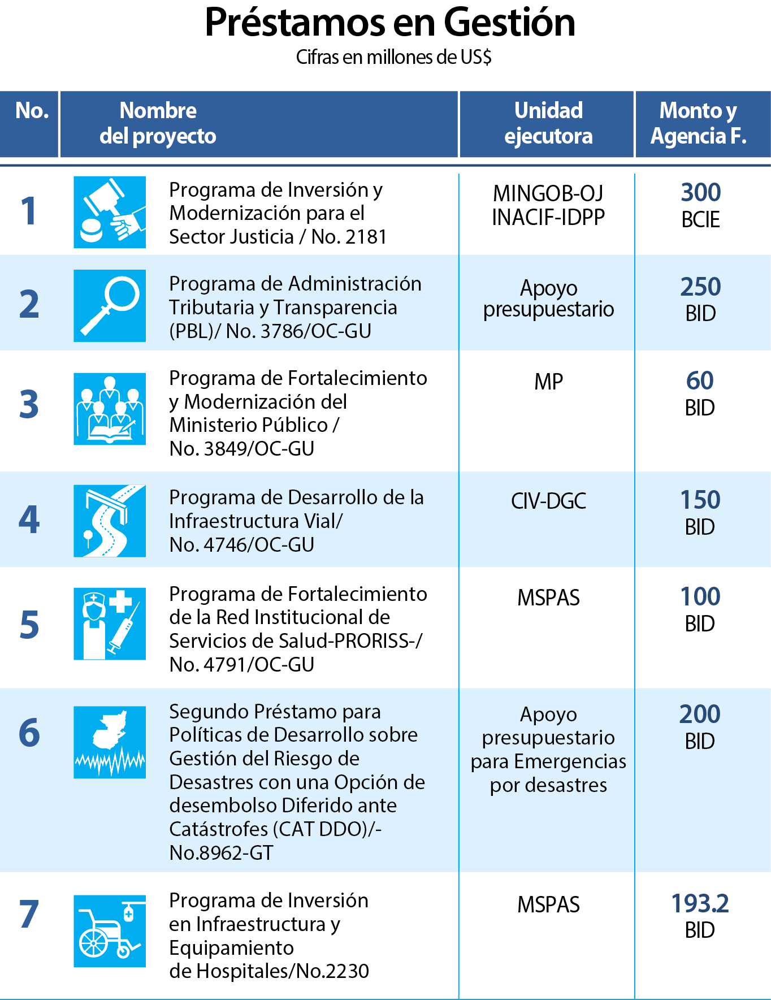 Préstamos en Gestión
Cifras en millones de US$
No.
Nombre
del proyecto
Unidad
ejecutora
Monto y
Agencia F.
1
Programa de Inversión y
Modernización para el
Sector Justicia / No. 2181
MINGOB-OJ
INACIF-IDPP
300
BCIE
2
Programa de Administración
Tributaria y Transparencia
(PBL)/ No. 3786/OC-GU
Apoyo
presupuestario
250
BID
3
Programa de Fortalecimiento
y Modernización del
Ministerio Público /
No. 3849/OC-GU
MP
60
BID
4
Programa de Desarrollo de la
Infraestructura Vial/
No. 4746/OC-GU
CIV-DGC
150
BID
5
Programa de Fortalecimiento
de la Red Institucional de
Servicios de Salud-PRORISS-/
No. 4791/OC-GU
MSPAS
100
BID
6
Segundo Préstamo para
Políticas de Desarrollo sobre
Gestión del Riesgo de
Desastres con una Opción de
desembolso Diferido ante
Catástrofes (CAT DDO)/-
No.8962-GT
Apoyo
presupuestario
para Emergencias
por desastres
200
BID
7
Programa de Inversión
en Infraestructura y
Equipamiento
de Hospitales/No.2230
MSPAS
193.2
BID